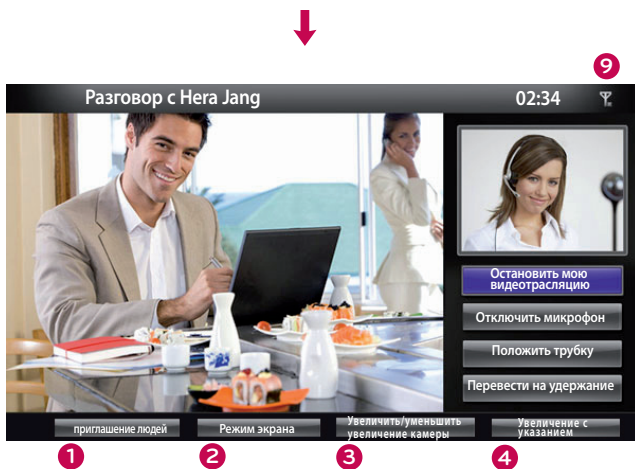 9
Разговор с Hera Jang
02:34
Остановить мою
видеотрасляцию
Отключить микрофон
Положить трубку
Перевести на удержание
приглашение людей
Режим экрана
Увеличить/уменьшить
увеличение камеры
Увеличение с
указанием
1
2
3
4